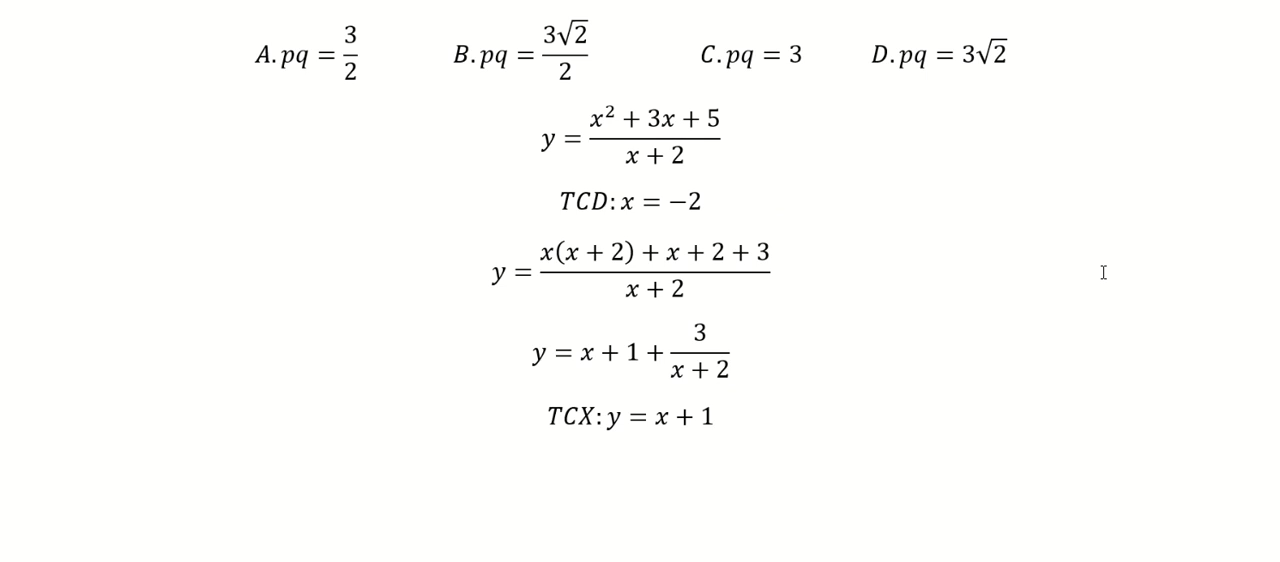 A. pq = 3/2 B. pq = 3√2/2 C. pq = 3 D. pq = 3√2
y = (x² + 3x + 5)/(x + 2)
TCD: x = −2
y = (x(x + 2) + x + 2 + 3)/(x + 2)
y = x + 1 + 3/(x + 2)
TCX: y = x + 1